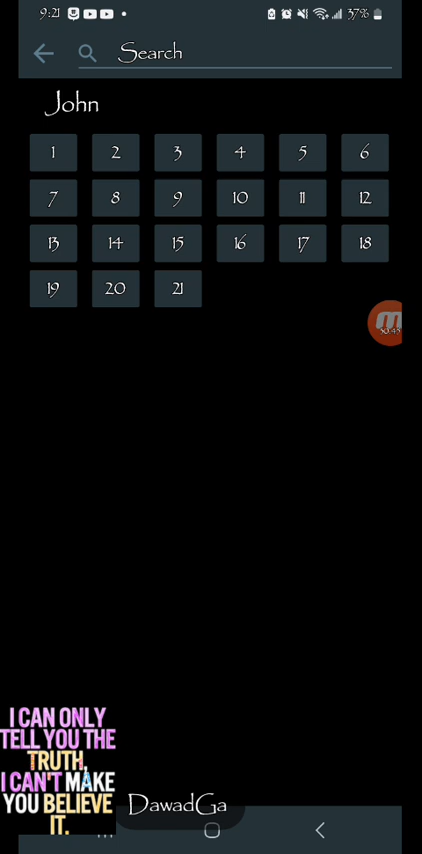 9:21 37%
Search
John
1 2 3 4 5 6
7 8 9 10 11 12
13 14 15 16 17 18
19 20 21
I CAN ONLY
TELL YOU THE
TRUTH,
I CAN'T MAKE
YOU BELIEVE
IT.
DawadGa